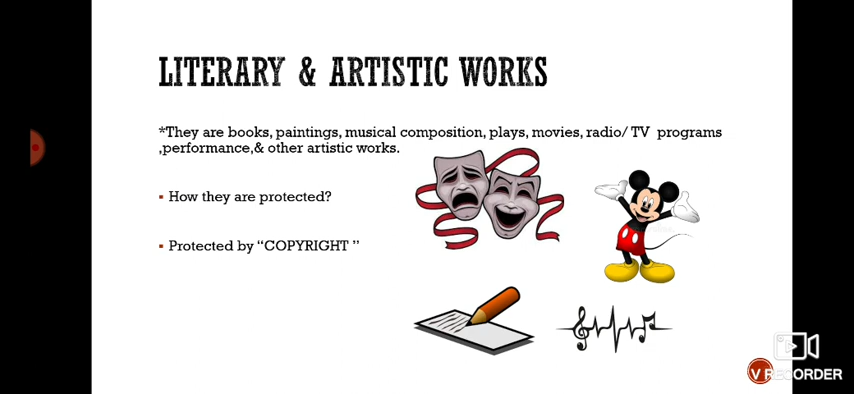 LITERARY & ARTISTIC WORKS
*They are books, paintings, musical composition, plays, movies, radio/ TV programs
,performance,& other artistic works.
▪ How they are protected?
▪ Protected by “COPYRIGHT ”
V RECORDER